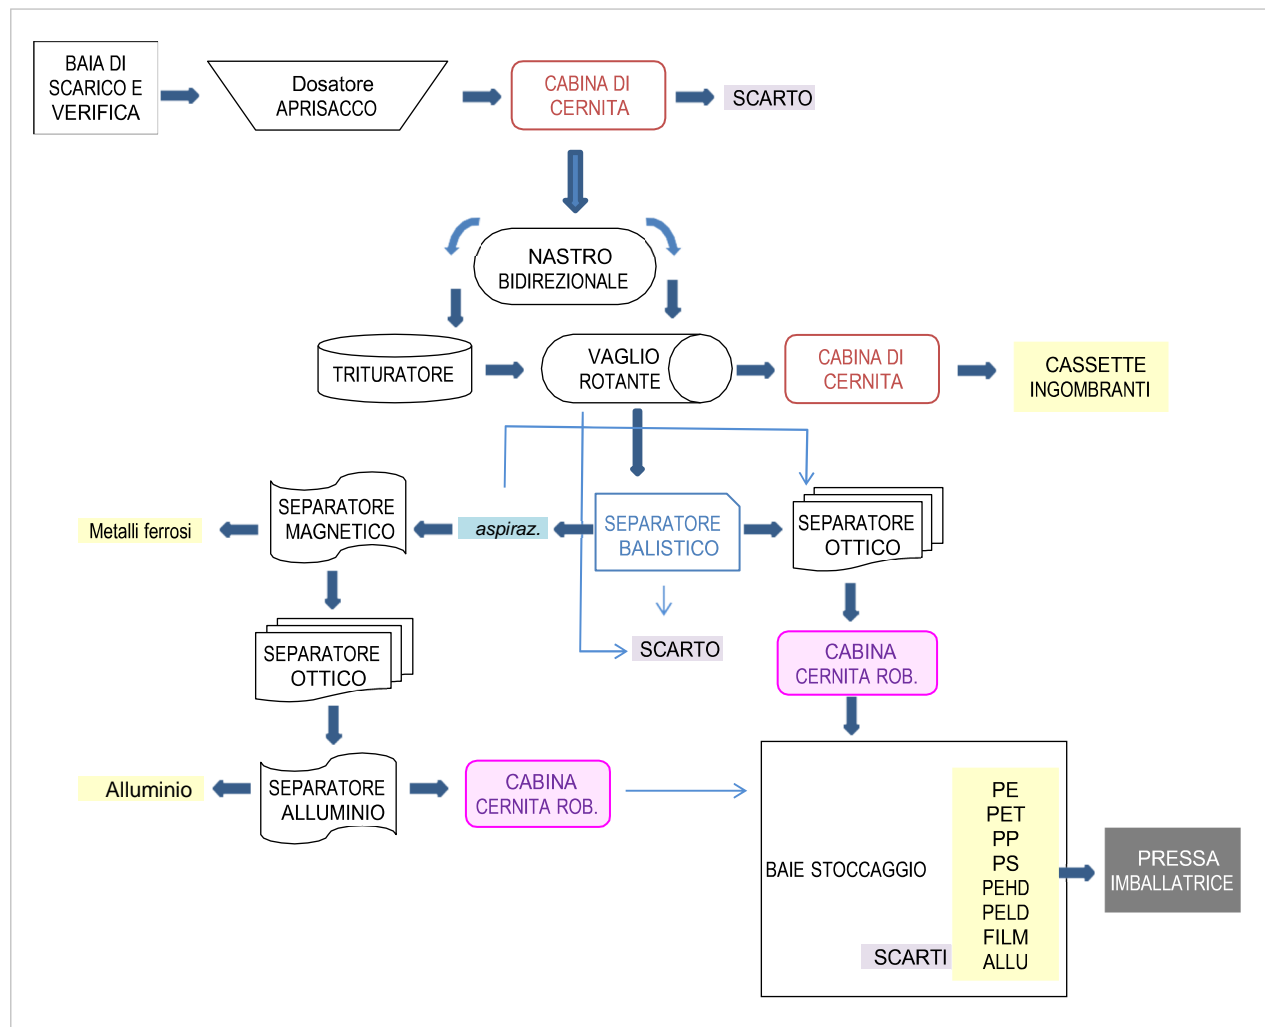 BAIA DI
SCARICO E
VERIFICA
Dosatore
APRISACCO
CABINA DI
CERNITA
SCARTO
NASTRO
BIDIREZIONALE
TRITURATORE
VAGLIO
ROTANTE
CABINA DI
CERNITA
CASSETTE
INGOMBRANTI
Metalli ferrosi
SEPARATORE
MAGNETICO
aspiraz.
SEPARATORE
BALISTICO
SEPARATORE
OTTICO
SEPARATORE
OTTICO
SCARTO
CABINA
CERNITA ROB.
Alluminio
SEPARATORE
ALLUMINIO
CABINA
CERNITA ROB.
BAIE STOCCAGGIO
PE
PET
PP
PS
PEHD
PELD
FILM
ALLU
SCARTI
PRESSA
IMBALLATRICE